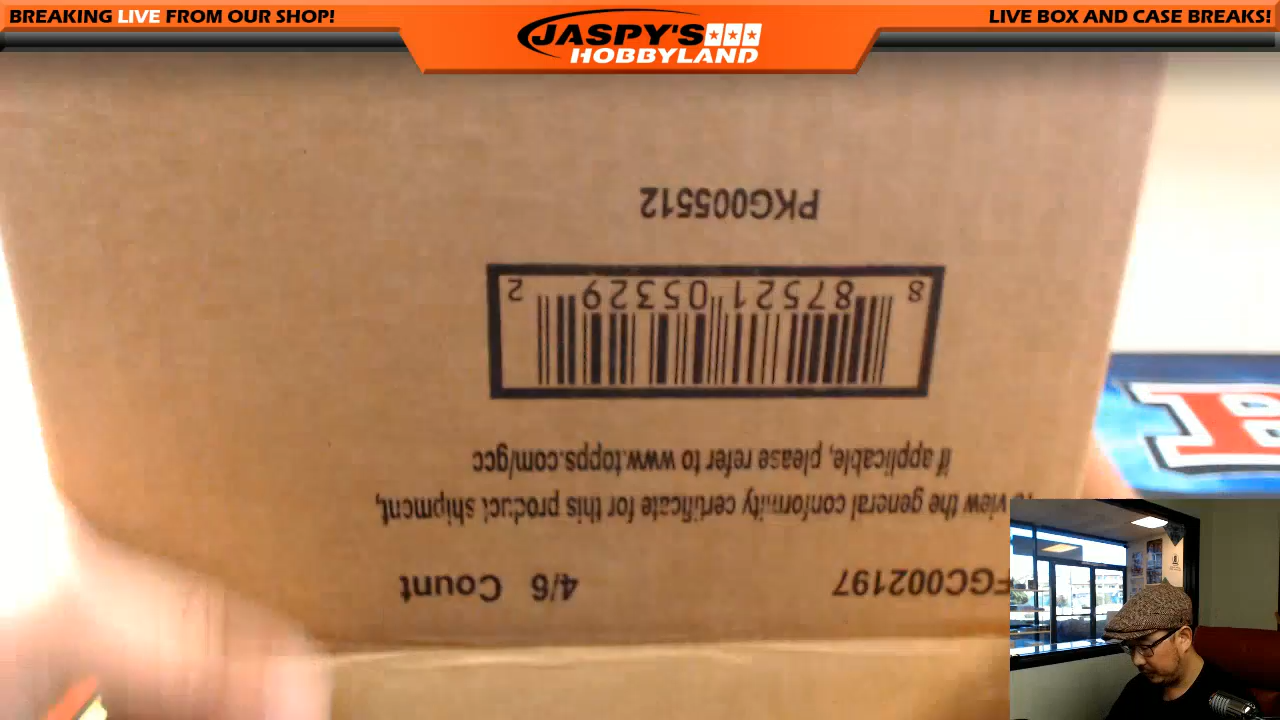 BREAKING LIVE FROM OUR SHOP!
JASPY'S
HOBBYLAND
LIVE BOX AND CASE BREAKS!
FGC002197 4/6 Count
To view the general conformity certificate for this product shipment,
If applicable, please refer to www.topps.com/gcc
8 87521 05329 2
PKG005512